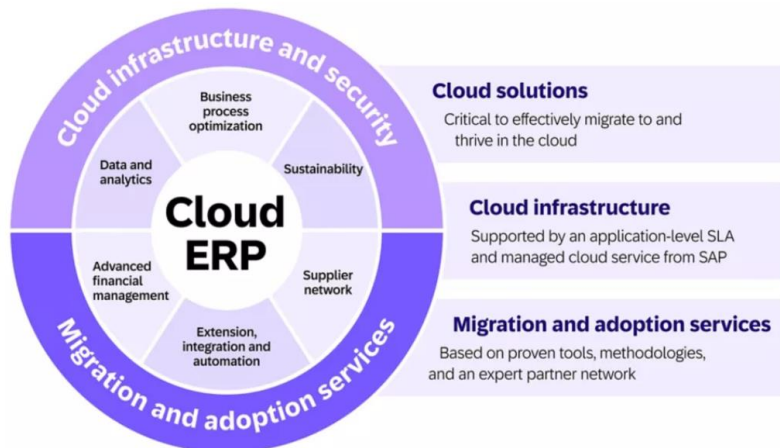 Cloud infrastructure and security
Business
process
optimization
Data and
analytics
Sustainability
Cloud
ERP
Advanced
financial
management
Supplier
network
Extension,
integration and
automation
Migration and adoption services
Cloud solutions
Critical to effectively migrate to and
thrive in the cloud
Cloud infrastructure
Supported by an application-level SLA
and managed cloud service from SAP
Migration and adoption services
Based on proven tools, methodologies,
and an expert partner network